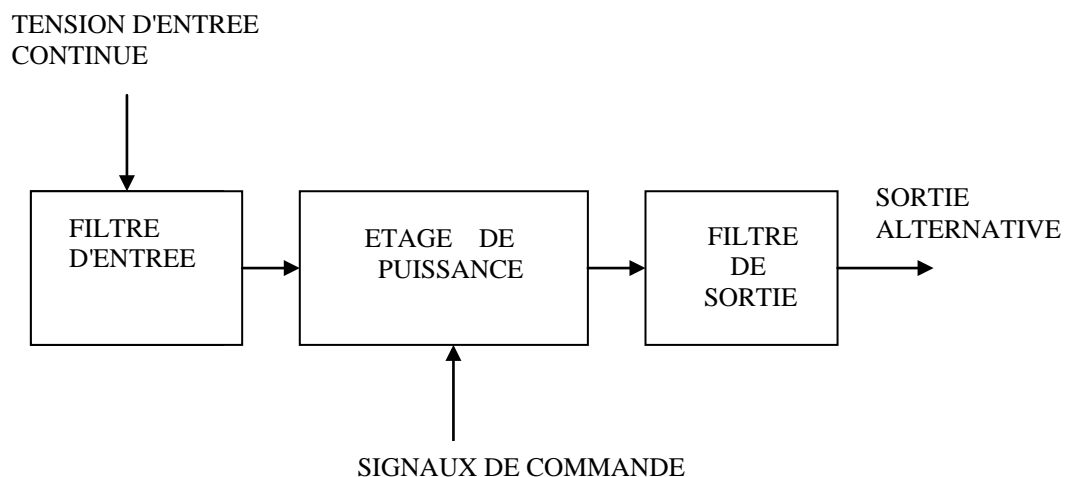 TENSION D'ENTREE
CONTINUE
FILTRE
D'ENTREE
ETAGE DE
PUISSANCE
FILTRE
DE
SORTIE
SORTIE
ALTERNATIVE
SIGNAUX DE COMMANDE